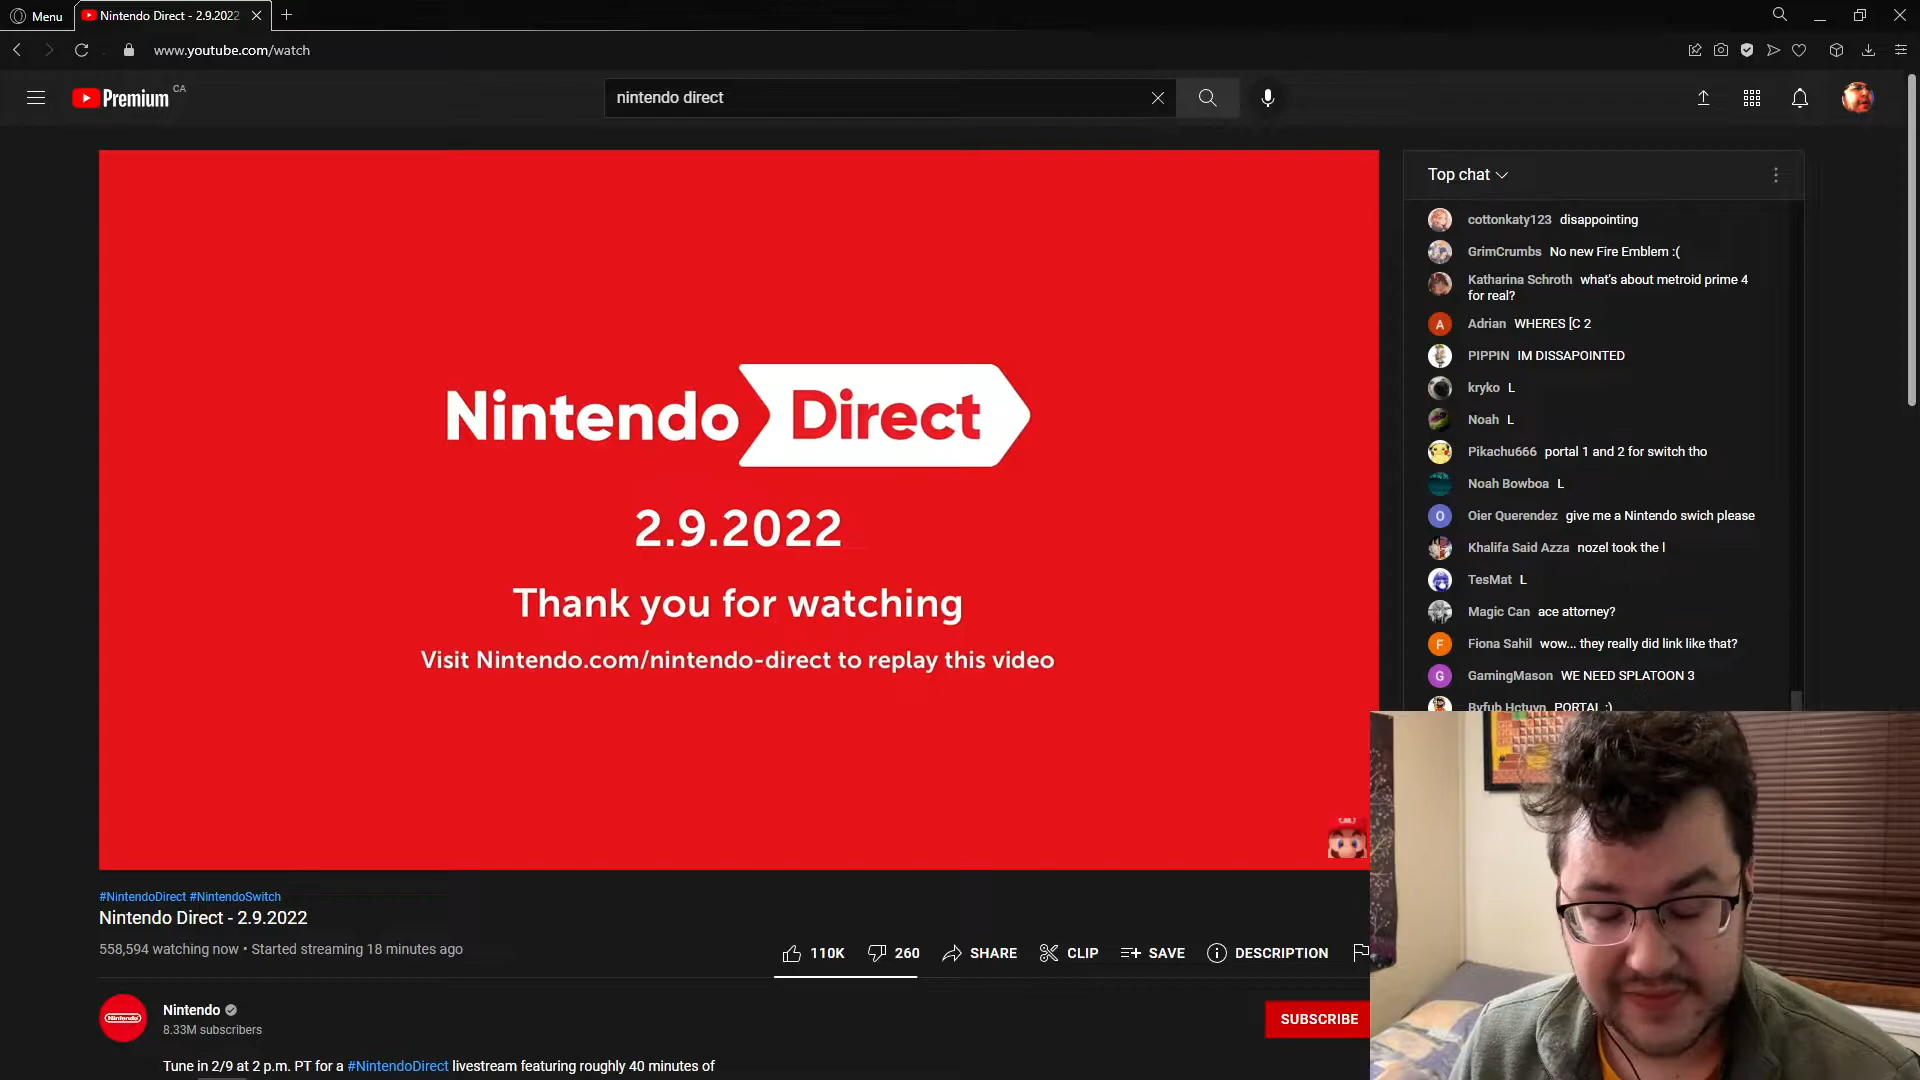 Menu
Nintendo Direct - 2.9.2022
www.youtube.com/watch
Premium CA
nintendo direct
Nintendo Direct
2.9.2022
Thank you for watching
Visit Nintendo.com/nintendo-direct to replay this video
#NintendoDirect #NintendoSwitch
Nintendo Direct - 2.9.2022
558,594 watching now • Started streaming 18 minutes ago
110K
260
SHARE
CLIP
SAVE
DESCRIPTION
Nintendo
Nintendo
8.33M subscribers
SUBSCRIBE
Tune in 2/9 at 2 p.m. PT for a #NintendoDirect livestream featuring roughly 40 minutes of
Top chat
cottonkaty123 disappointing
GrimCrumbs No new Fire Emblem :(
Katharina Schroth what's about metroid prime 4
for real?
A Adrian WHERES [C 2
PIPPIN IM DISSAPOINTED
kryko L
Noah L
Pikachu666 portal 1 and 2 for switch tho
Noah Bowboa L
O Oier Querendez give me a Nintendo swich please
Khalifa Said Azza nozel took the l
TesMat L
Magic Can ace attorney?
F Fiona Sahil wow... they really did link like that?
G GamingMason WE NEED SPLATOON 3
Byfub Hctuvn PORTAL :)